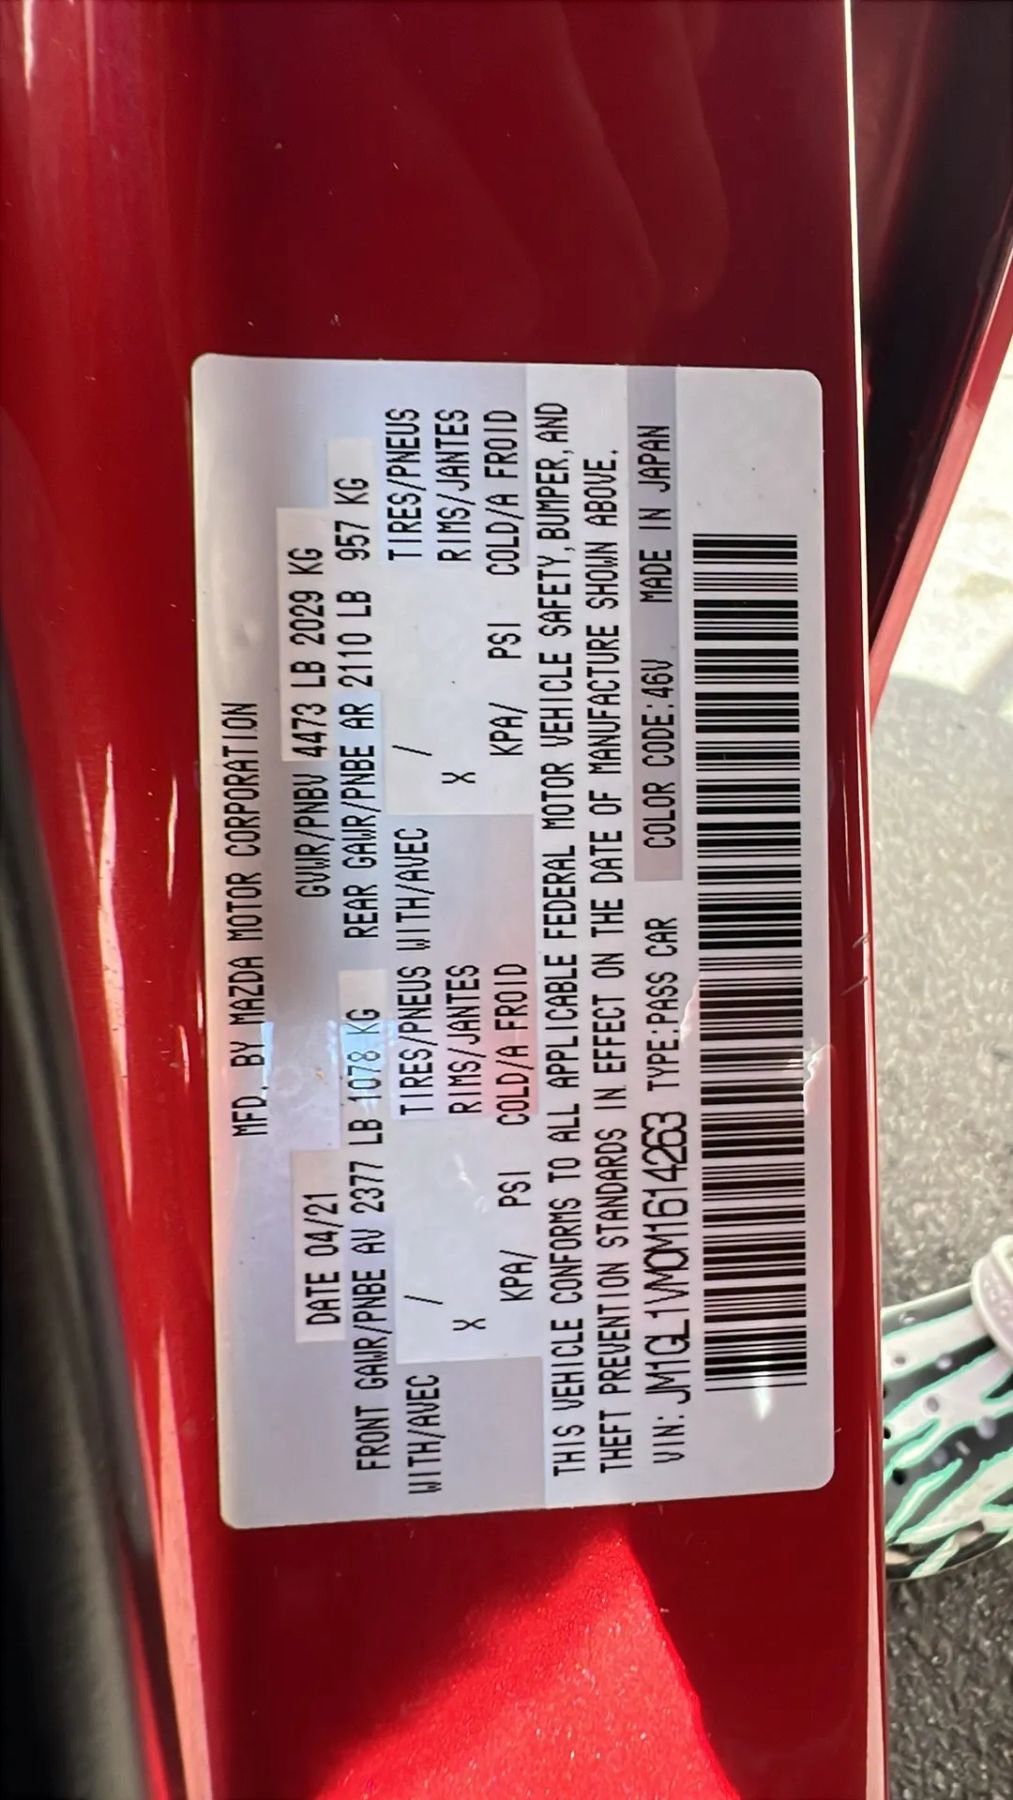 MFD. BY MAZDA MOTOR CORPORATION
DATE 04/21 GVWR/PNBV 4473 LB 2029 KG
FRONT GAWR/PNBE AV 2377 LB 1078 KG REAR GAWR/PNBE AR 2110 LB 957 KG
WITH/AVEC / TIRES/PNEUS WITH/AVEC / TIRES/PNEUS
X RIMS/JANTES X RIMS/JANTES
KPA/ PSI COLD/A FROID KPA/ PSI COLD/A FROID
THIS VEHICLE CONFORMS TO ALL APPLICABLE FEDERAL MOTOR VEHICLE SAFETY,BUMPER,AND
THEFT PREVENTION STANDARDS IN EFFECT ON THE DATE OF MANUFACTURE SHOWN ABOVE.
VIN: JM1GL1VM0M1614263 TYPE:PASS CAR COLOR CODE:46V MADE IN JAPAN